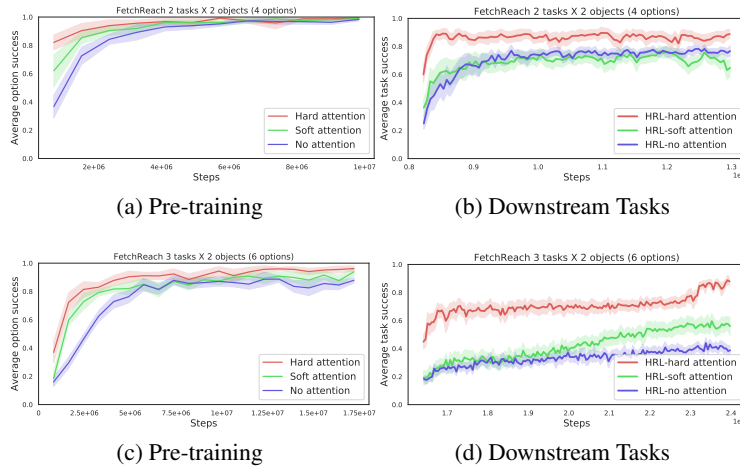 FetchReach 2 tasks X 2 objects (4 options)
1.0
0.8
0.6
0.4
0.2
0.0
Average option success
Hard attention
Soft attention
No attention
2e+06 4e+06 6e+06 8e+06 1e+07
Steps
(a) Pre-training
FetchReach 2 tasks X 2 objects (4 options)
1.0
0.8
0.6
0.4
0.2
0.0
Average task success
HRL-hard attention
HRL-soft attention
HRL-no attention
0.8 0.9 1.0 1.1 1.2 1.3
Steps
(b) Downstream Tasks
FetchReach 3 tasks X 2 objects (6 options)
1.0
0.8
0.6
0.4
0.2
0.0
Average option success
Hard attention
Soft attention
No attention
0 2.5e+06 5e+06 7.5e+06 1e+07 1.25e+07 1.5e+07 1.75e+07
Steps
(c) Pre-training
FetchReach 3 tasks X 2 objects (6 options)
1.0
0.8
0.6
0.4
0.2
0.0
Average task success
HRL-hard attention
HRL-soft attention
HRL-no attention
1.7 1.8 1.9 2.0 2.1 2.2 2.3 2.4
Steps
(d) Downstream Tasks